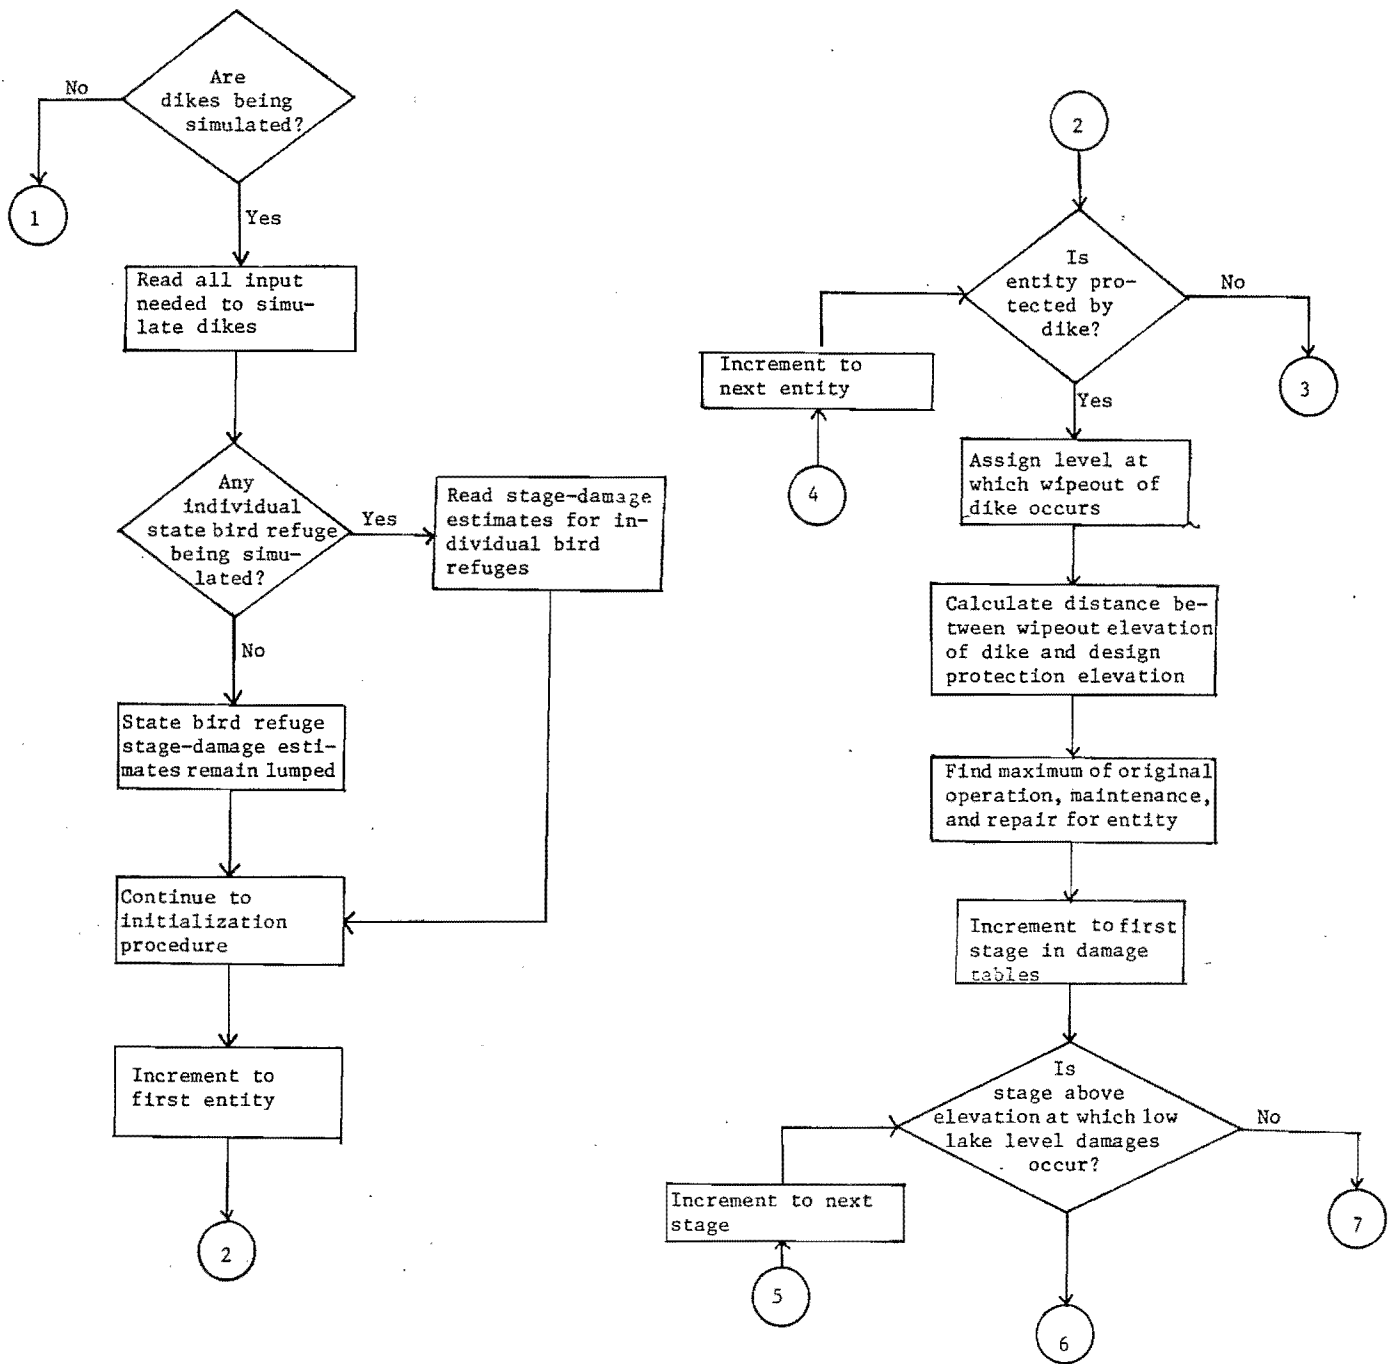 Are
dikes being
simulated?
No
1
Yes
Read all input
needed to simu-
late dikes
Any
individual
state bird refuge
being simu-
lated?
Yes
Read stage-damage
estimates for in-
dividual bird
refuges
No
State bird refuge
stage-damage esti-
mates remain lumped
Continue to
initialization
procedure
Increment to
first entity
2
2
Is
entity pro-
tected by
dike?
No
3
Increment to
next entity
4
Yes
Assign level at
which wipeout of
dike occurs
Calculate distance be-
tween wipeout elevation
of dike and design
protection elevation
Find maximum of original
operation, maintenance,
and repair for entity
Increment to first
stage in damage
tables
Is
stage above
elevation at which low
lake level damages
occur?
No
7
Increment to next
stage
5
6